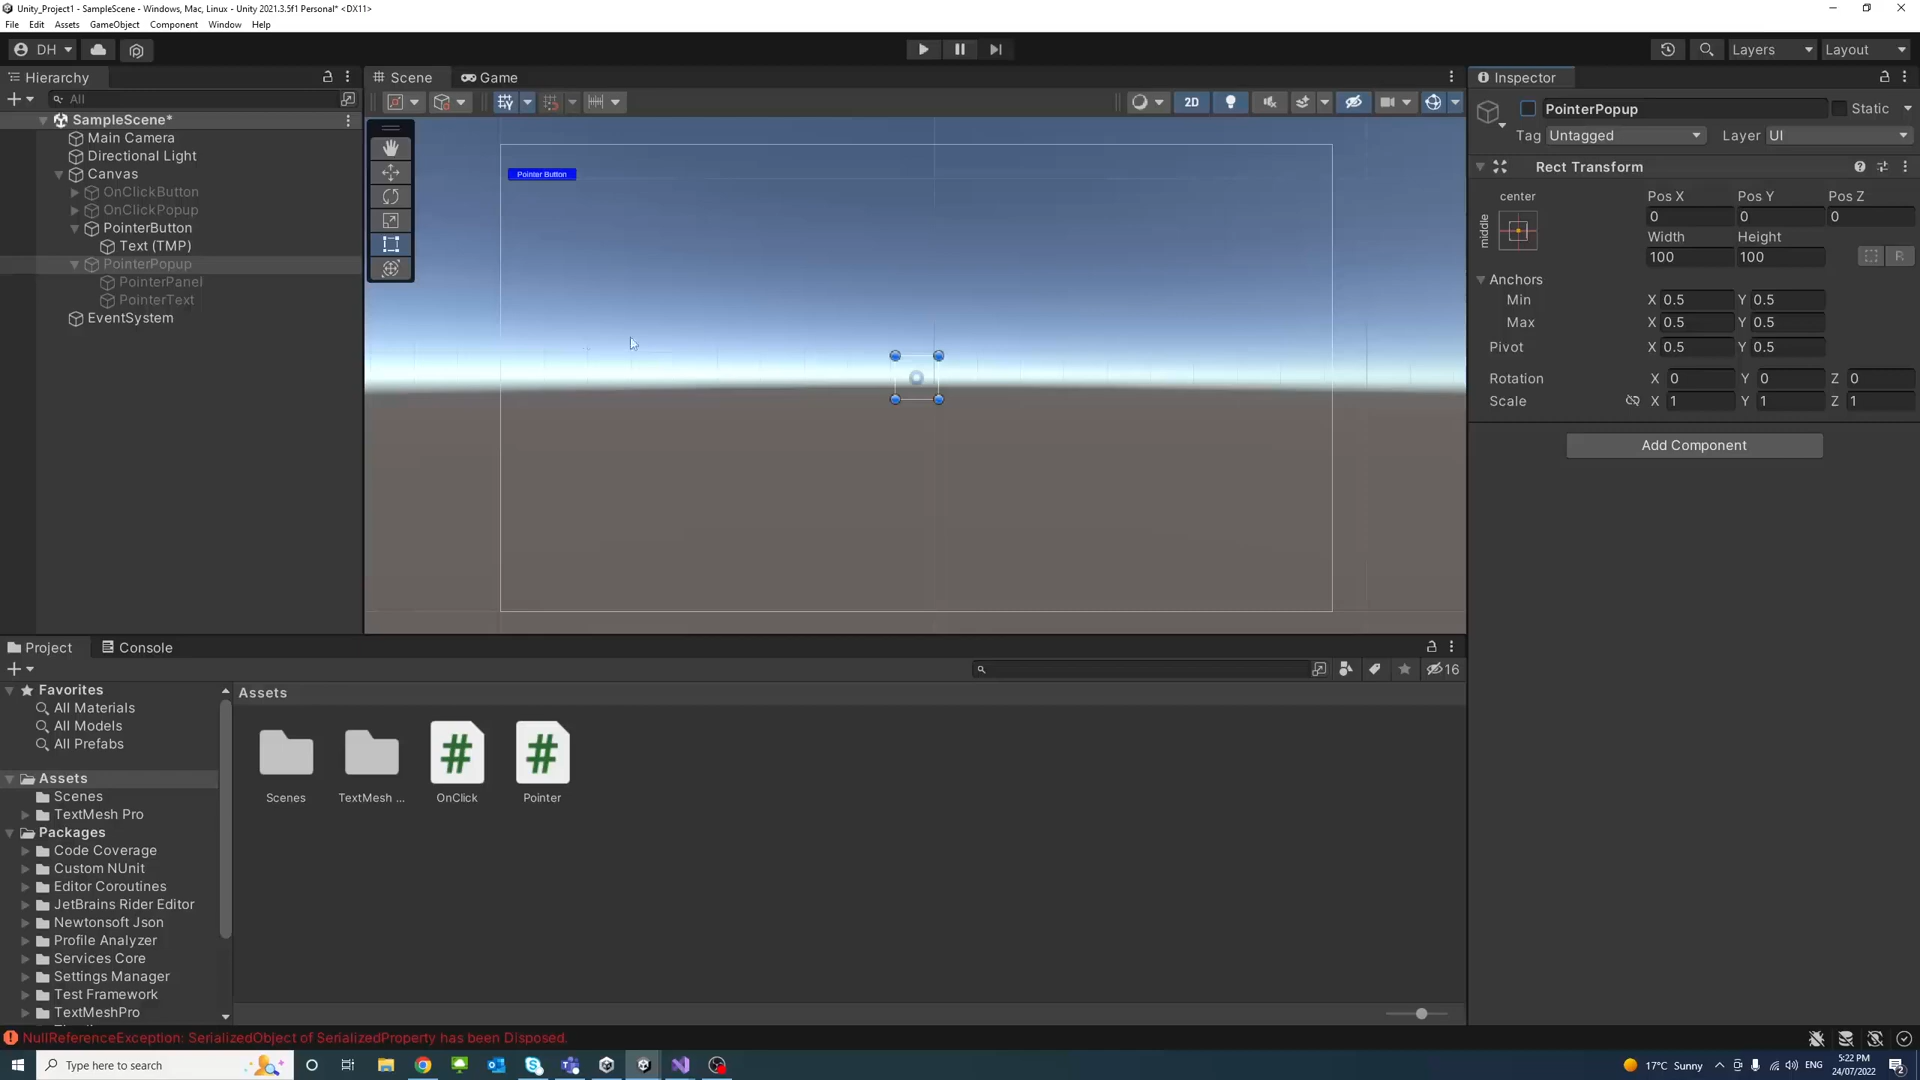 Unity_Project1 - SampleScene - Windows, Mac, Linux - Unity 2021.3.5f1 Personal* <DX11>
File Edit Assets GameObject Component Window Help
DH
Layers
Layout
Hierarchy
Scene
Game
Inspector
All
2D
PointerPopup
Static
Tag Untagged
Layer UI
SampleScene*
Main Camera
Directional Light
Canvas
OnClickButton
OnClickPopup
PointerButton
Text (TMP)
PointerPopup
PointerPanel
PointerText
EventSystem
Pointer Button
Rect Transform
center
middle
Pos X Pos Y Pos Z
0 0 0
Width Height
100 100
R
Anchors
Min X 0.5 Y 0.5
Max X 0.5 Y 0.5
Pivot X 0.5 Y 0.5
Rotation X 0 Y 0 Z 0
Scale X 1 Y 1 Z 1
Add Component
Project
Console
16
Favorites
All Materials
All Models
All Prefabs
Assets
Scenes
TextMesh Pro
Packages
Code Coverage
Custom NUnit
Editor Coroutines
JetBrains Rider Editor
Newtonsoft Json
Profile Analyzer
Services Core
Settings Manager
Test Framework
TextMeshPro
Assets
Scenes
TextMesh ...
OnClick
Pointer
NullReferenceException: SerializedObject of SerializedProperty has been Disposed.
Type here to search
17°C Sunny
ENG
5:22 PM
24/07/2022
2